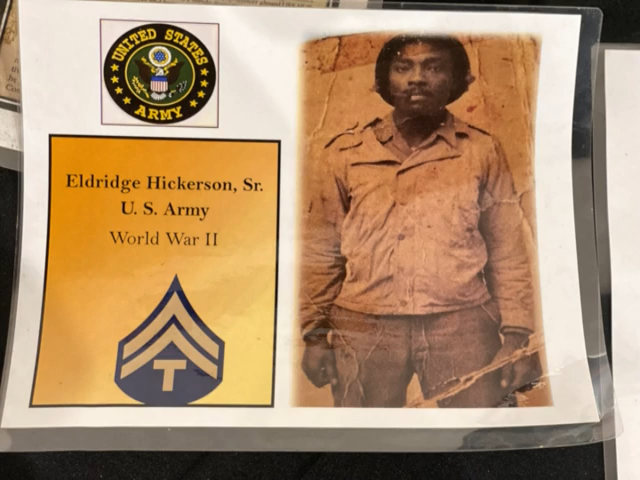 UNITED STATES
ARMY
Eldridge Hickerson, Sr.
U. S. Army
World War II
T